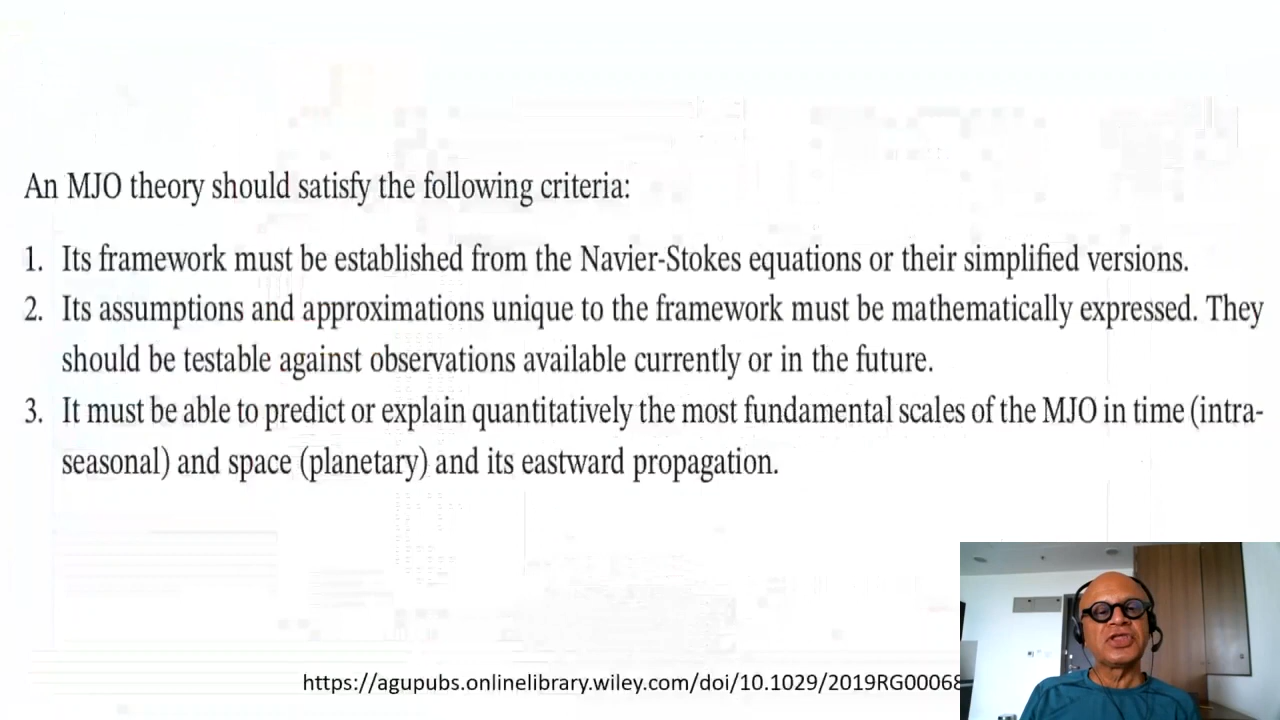 An MJO theory should satisfy the following criteria:
1. Its framework must be established from the Navier-Stokes equations or their simplified versions.
2. Its assumptions and approximations unique to the framework must be mathematically expressed. They
should be testable against observations available currently or in the future.
3. It must be able to predict or explain quantitatively the most fundamental scales of the MJO in time (intra-
seasonal) and space (planetary) and its eastward propagation.
https://agupubs.onlinelibrary.wiley.com/doi/10.1029/2019RG00068